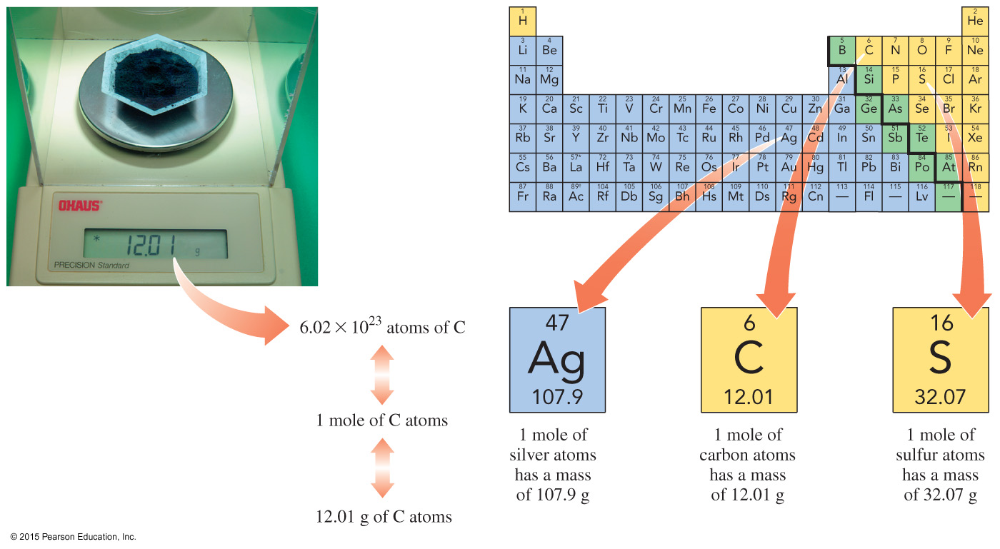 OHAUS®
* 12.01 g
PRECISION Standard
6.02 × 10²³ atoms of C
1 mole of C atoms
12.01 g of C atoms
1 2
H He
3 4 5 6 7 8 9 10
Li Be B C N O F Ne
11 12 13 14 15 16 17 18
Na Mg Al Si P S Cl Ar
19 20 21 22 23 24 25 26 27 28 29 30 31 32 33 34 35 36
K Ca Sc Ti V Cr Mn Fe Co Ni Cu Zn Ga Ge As Se Br Kr
37 38 39 40 41 42 43 44 45 46 47 48 49 50 51 52 53 54
Rb Sr Y Zr Nb Mo Tc Ru Rh Pd Ag Cd In Sn Sb Te I Xe
55 56 57* 72 73 74 75 76 77 78 79 80 81 82 83 84 85 86
Cs Ba La Hf Ta W Re Os Ir Pt Au Hg Tl Pb Bi Po At Rn
87 88 89† 104 105 106 107 108 109 110 111 112 113 114 115 116 117 118
Fr Ra Ac Rf Db Sg Bh Hs Mt Ds Rg Cn — Fl — Lv — —
47
Ag
107.9
1 mole of
silver atoms
has a mass
of 107.9 g
6
C
12.01
1 mole of
carbon atoms
has a mass
of 12.01 g
16
S
32.07
1 mole of
sulfur atoms
has a mass
of 32.07 g
© 2015 Pearson Education, Inc.